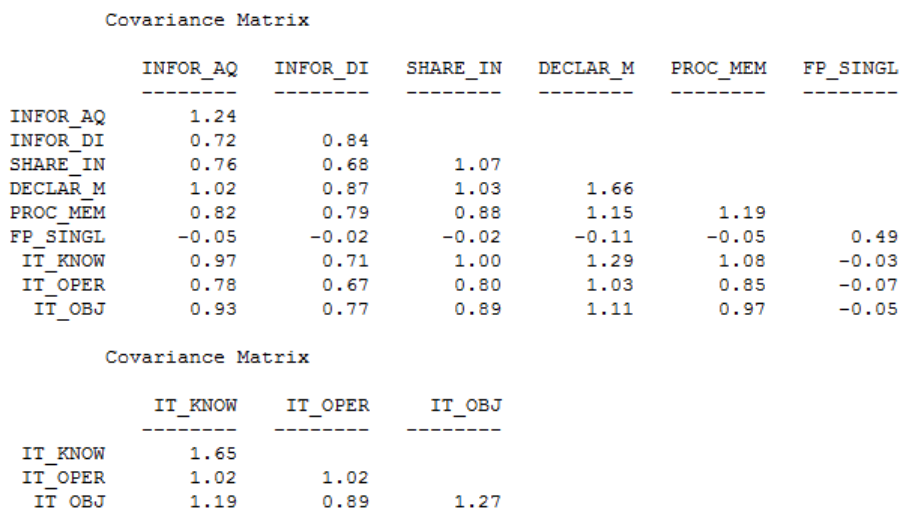 Covariance Matrix
INFOR_AQ INFOR_DI SHARE_IN DECLAR_M PROC_MEM FP_SINGL
-------- -------- -------- -------- -------- --------
INFOR_AQ 1.24
INFOR_DI 0.72 0.84
SHARE_IN 0.76 0.68 1.07
DECLAR_M 1.02 0.87 1.03 1.66
PROC_MEM 0.82 0.79 0.88 1.15 1.19
FP_SINGL -0.05 -0.02 -0.02 -0.11 -0.05 0.49
IT_KNOW 0.97 0.71 1.00 1.29 1.08 -0.03
IT_OPER 0.78 0.67 0.80 1.03 0.85 -0.07
IT_OBJ 0.93 0.77 0.89 1.11 0.97 -0.05
Covariance Matrix
IT_KNOW IT_OPER IT_OBJ
-------- -------- --------
IT_KNOW 1.65
IT_OPER 1.02 1.02
IT OBJ 1.19 0.89 1.27